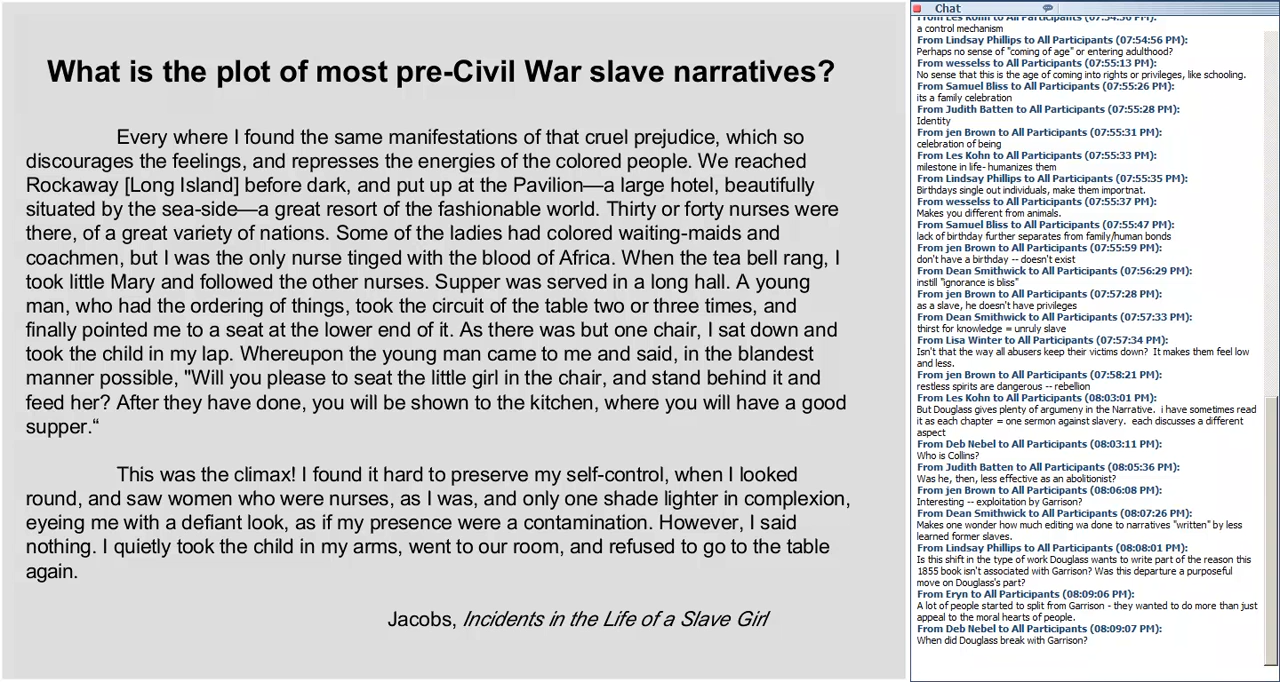 What is the plot of most pre-Civil War slave narratives?
Every where I found the same manifestations of that cruel prejudice, which so
discourages the feelings, and represses the energies of the colored people. We reached
Rockaway [Long Island] before dark, and put up at the Pavilion—a large hotel, beautifully
situated by the sea-side—a great resort of the fashionable world. Thirty or forty nurses were
there, of a great variety of nations. Some of the ladies had colored waiting-maids and
coachmen, but I was the only nurse tinged with the blood of Africa. When the tea bell rang, I
took little Mary and followed the other nurses. Supper was served in a long hall. A young
man, who had the ordering of things, took the circuit of the table two or three times, and
finally pointed me to a seat at the lower end of it. As there was but one chair, I sat down and
took the child in my lap. Whereupon the young man came to me and said, in the blandest
manner possible, "Will you please to seat the little girl in the chair, and stand behind it and
feed her? After they have done, you will be shown to the kitchen, where you will have a good
supper.“
This was the climax! I found it hard to preserve my self-control, when I looked
round, and saw women who were nurses, as I was, and only one shade lighter in complexion,
eyeing me with a defiant look, as if my presence were a contamination. However, I said
nothing. I quietly took the child in my arms, went to our room, and refused to go to the table
again.
Jacobs, Incidents in the Life of a Slave Girl
Chat
From Les Kohn to All Participants (07:54:50 PM):
a control mechanism
From Lindsay Phillips to All Participants (07:54:56 PM):
Perhaps no sense of "coming of age" or entering adulthood?
From wesselss to All Participants (07:55:13 PM):
No sense that this is the age of coming into rights or privileges, like schooling.
From Samuel Bliss to All Participants (07:55:26 PM):
its a family celebration
From Judith Batten to All Participants (07:55:28 PM):
Identity
From jen Brown to All Participants (07:55:31 PM):
celebration of being
From Les Kohn to All Participants (07:55:33 PM):
milestone in life- humanizes them
From Lindsay Phillips to All Participants (07:55:35 PM):
Birthdays single out individuals, make them importnat.
From wesselss to All Participants (07:55:37 PM):
Makes you different from animals.
From Samuel Bliss to All Participants (07:55:47 PM):
lack of birthday further separates from family/human bonds
From jen Brown to All Participants (07:55:59 PM):
don't have a birthday -- doesn't exist
From Dean Smithwick to All Participants (07:56:29 PM):
instill "ignorance is bliss"
From jen Brown to All Participants (07:57:28 PM):
as a slave, he doesn't have privileges
From Dean Smithwick to All Participants (07:57:33 PM):
thirst for knowledge = unruly slave
From Lisa Winter to All Participants (07:57:34 PM):
Isn't that the way all abusers keep their victims down? It makes them feel low
and less.
From jen Brown to All Participants (07:58:21 PM):
restless spirits are dangerous -- rebellion
From Les Kohn to All Participants (08:03:01 PM):
But Douglass gives plenty of argumeny in the Narrative. i have sometimes read
it as each chapter = one sermon against slavery. each discusses a different
aspect
From Deb Nebel to All Participants (08:03:11 PM):
Who is Collins?
From Judith Batten to All Participants (08:05:36 PM):
Was he, then, less effective as an abolitionist?
From jen Brown to All Participants (08:06:08 PM):
Interesting -- exploitation by Garrison?
From Dean Smithwick to All Participants (08:07:26 PM):
Makes one wonder how much editing wa done to narratives "written" by less
learned former slaves.
From Lindsay Phillips to All Participants (08:08:01 PM):
Is this shift in the type of work Douglass wants to write part of the reason this
1855 book isn't associated with Garrison? Was this departure a purposeful
move on Douglass's part?
From Eryn to All Participants (08:09:06 PM):
A lot of people started to split from Garrison - they wanted to do more than just
appeal to the moral hearts of people.
From Deb Nebel to All Participants (08:09:07 PM):
When did Douglass break with Garrison?